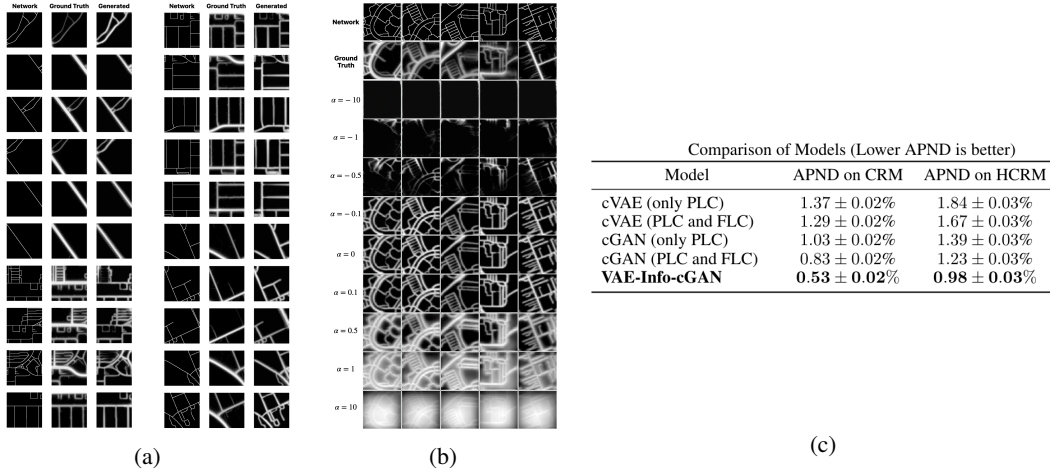 Network Ground Truth Generated Network Ground Truth Generated
(a)
Network
Ground
Truth
α = − 10
α = − 1
α = − 0.5
α = − 0.1
α = 0
α = 0.1
α = 0.5
α = 1
α = 10
(b)
Comparison of Models (Lower APND is better)
Model APND on CRM APND on HCRM
cVAE (only PLC) 1.37 ± 0.02% 1.84 ± 0.03%
cVAE (PLC and FLC) 1.29 ± 0.02% 1.67 ± 0.03%
cGAN (only PLC) 1.03 ± 0.02% 1.39 ± 0.03%
cGAN (PLC and FLC) 0.83 ± 0.02% 1.23 ± 0.03%
VAE-Info-cGAN 0.53 ± 0.02% 0.98 ± 0.03%
(c)